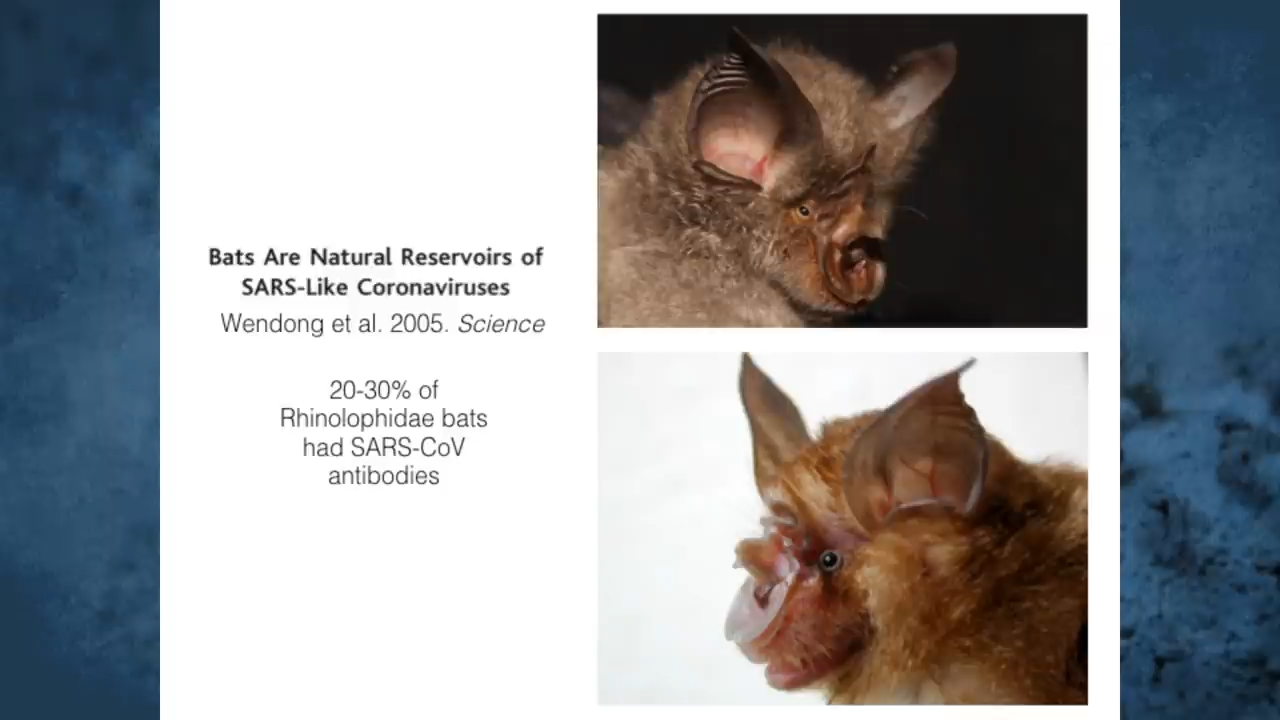 Bats Are Natural Reservoirs of
SARS-Like Coronaviruses
Wendong et al. 2005. Science
20-30% of
Rhinolophidae bats
had SARS-CoV
antibodies